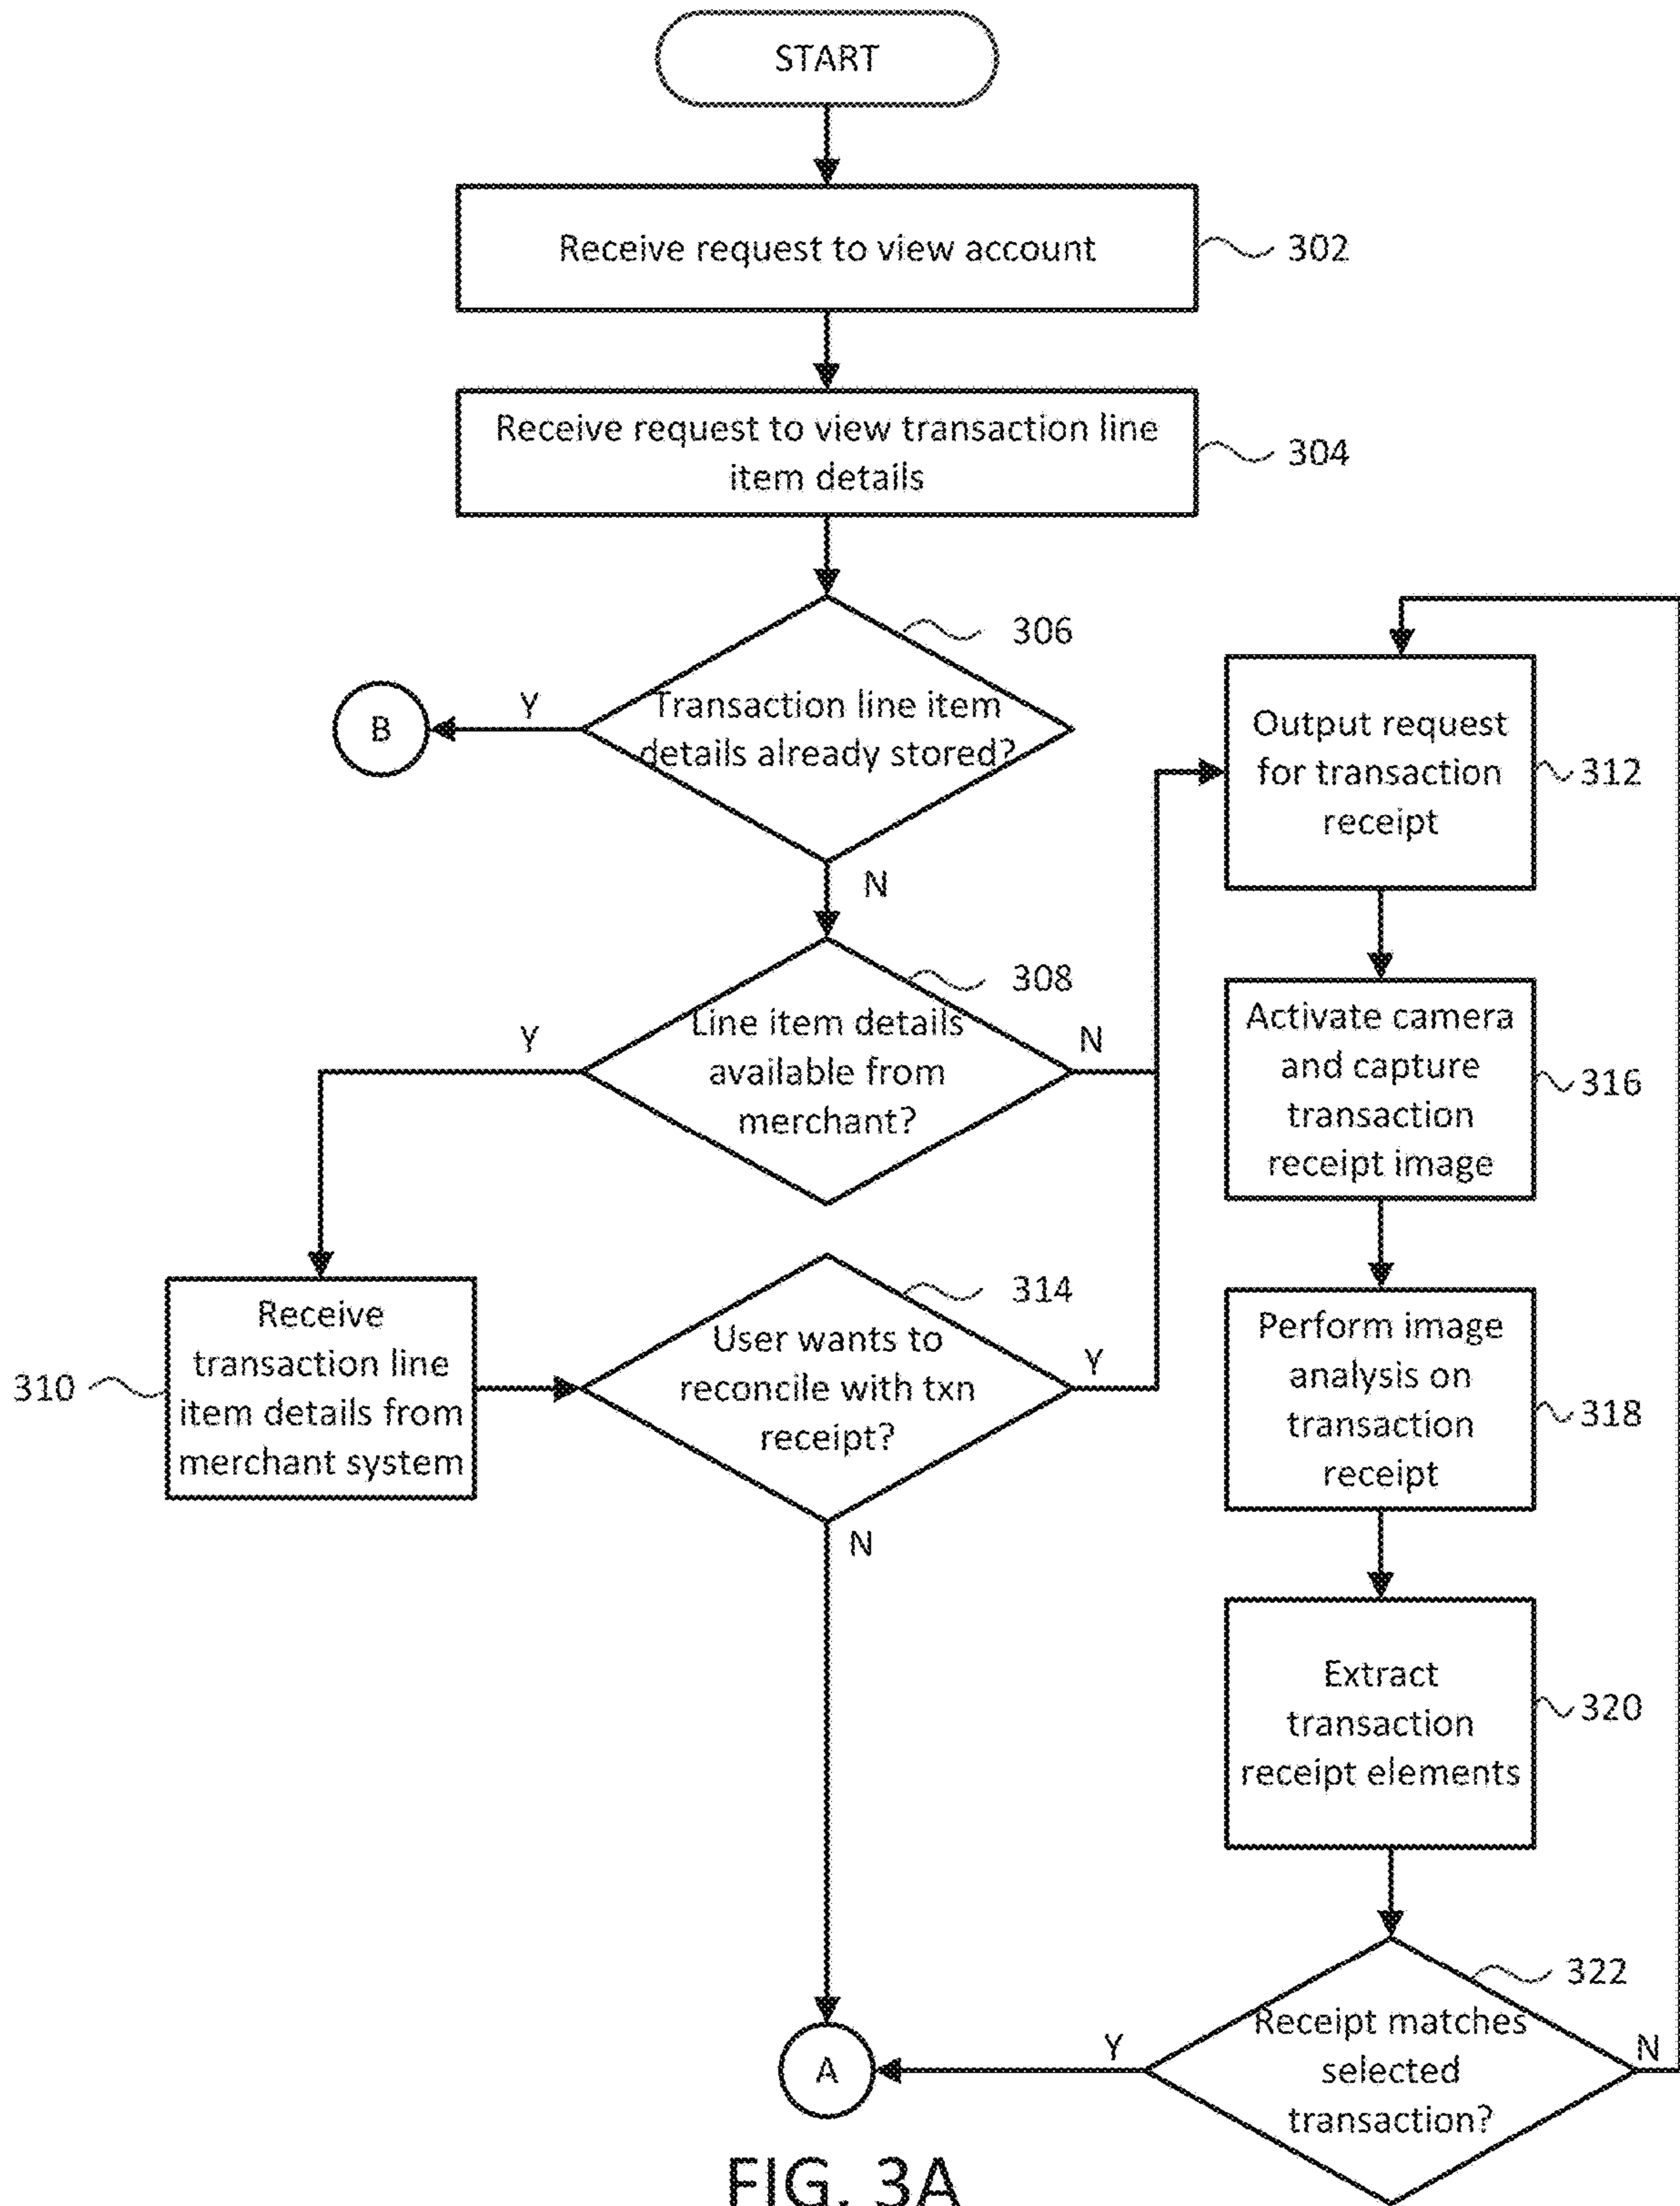 START
Receive request to view account
302
Receive request to view transaction line
item details
304
306
Transaction line item
details already stored?
Y
B
N
308
Line item details
available from
merchant?
Y
N
310
Receive
transaction line
item details from
merchant system
314
User wants to
reconcile with txn
receipt?
Y
N
Output request
for transaction
receipt
312
Activate camera
and capture
transaction
receipt image
316
Perform image
analysis on
transaction
receipt
318
Extract
transaction
receipt elements
320
322
Receipt matches
selected
transaction?
Y
N
A
FIG. 3A